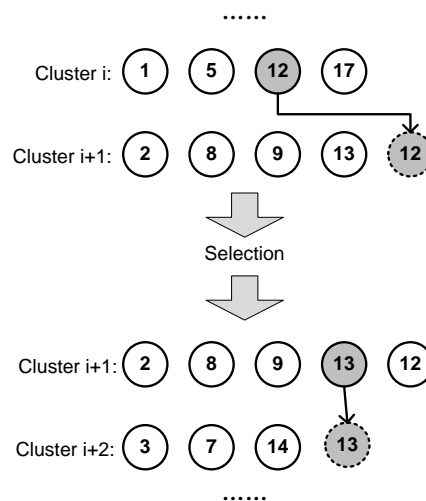 ......
Cluster i: 1 5 12 17
Cluster i+1: 2 8 9 13 12
Selection
Cluster i+1: 2 8 9 13 12
Cluster i+2: 3 7 14 13
......